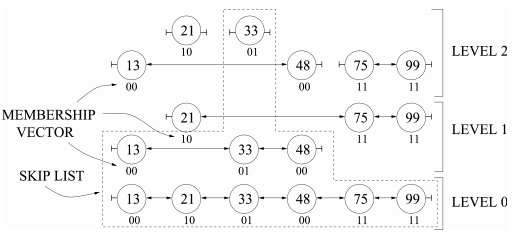 21 33
10 01
LEVEL 2
13 48 75 99
00 00 11 11
MEMBERSHIP
VECTOR
21 75 99
10 11 11
LEVEL 1
13 33 48
00 01 00
SKIP LIST
13 21 33 48 75 99
00 10 01 00 11 11
LEVEL 0